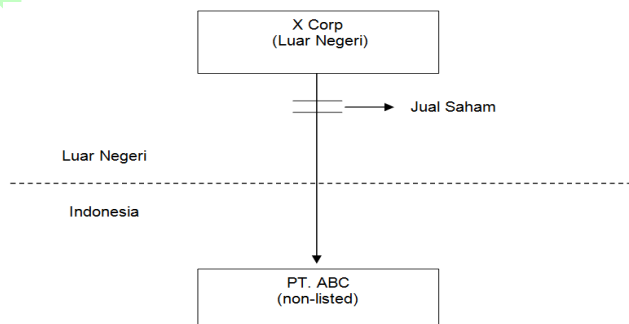 X Corp
(Luar Negeri)
Jual Saham
Luar Negeri
Indonesia
PT. ABC
(non-listed)